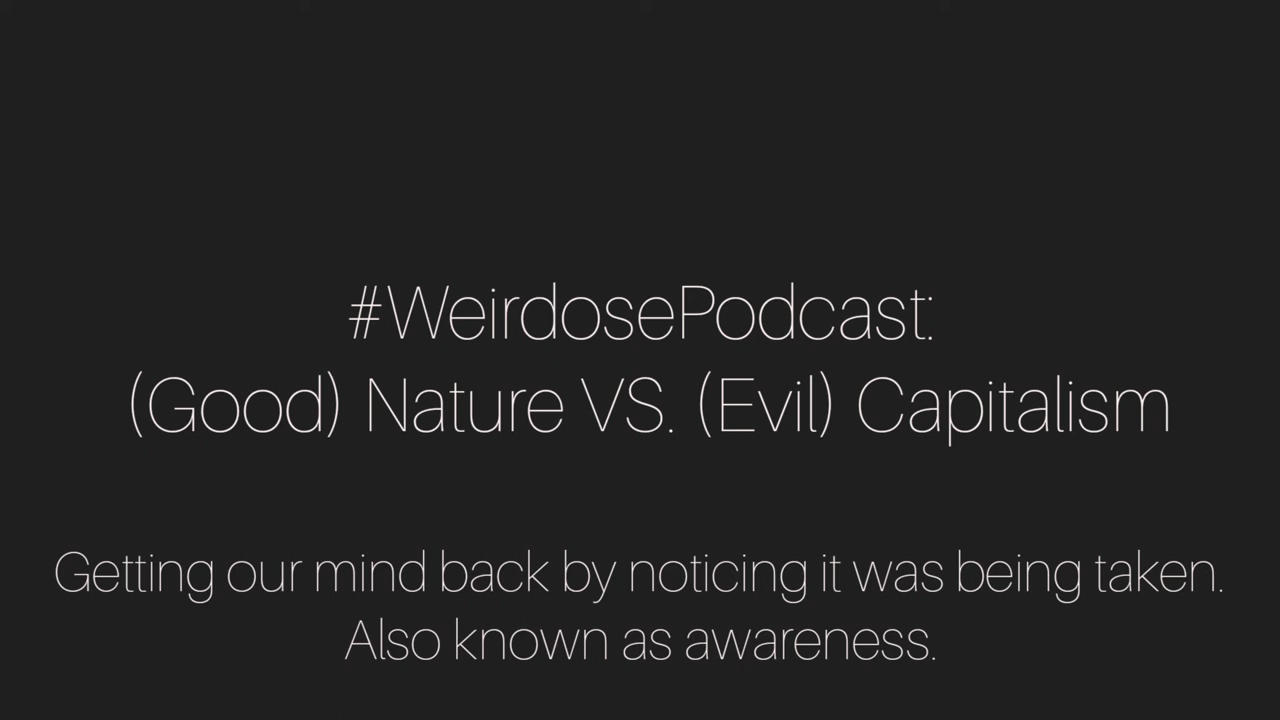 #WeirdosePodcast:
(Good) Nature VS. (Evil) Capitalism
Getting our mind back by noticing it was being taken.
Also known as awareness.